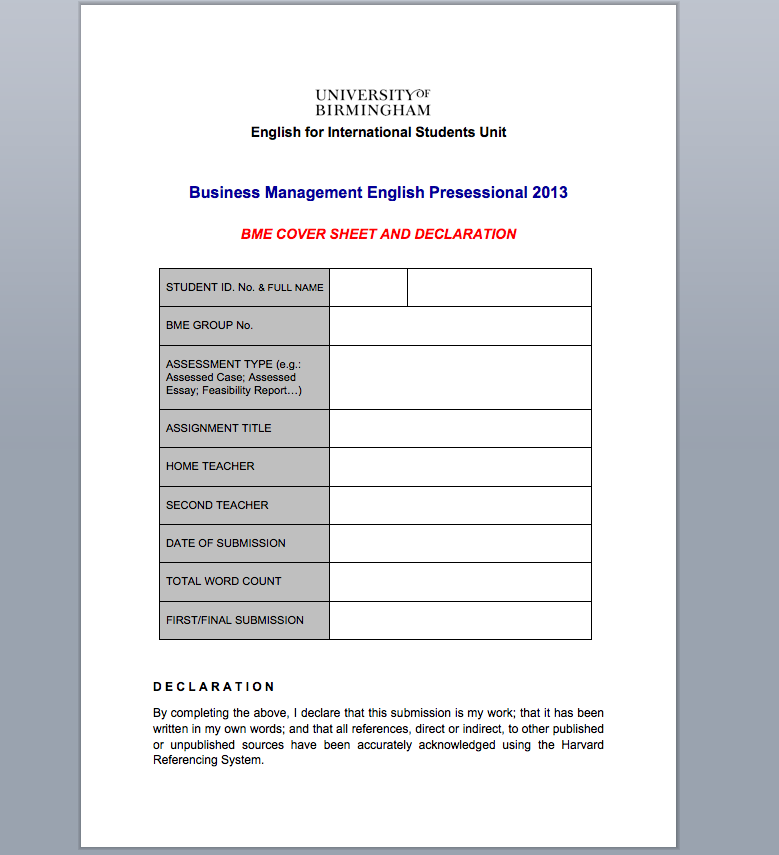 UNIVERSITYOF
BIRMINGHAM
English for International Students Unit
Business Management English Presessional 2013
BME COVER SHEET AND DECLARATION
STUDENT ID. No. & FULL NAME
BME GROUP No.
ASSESSMENT TYPE (e.g.:
Assessed Case; Assessed
Essay; Feasibility Report…)
ASSIGNMENT TITLE
HOME TEACHER
SECOND TEACHER
DATE OF SUBMISSION
TOTAL WORD COUNT
FIRST/FINAL SUBMISSION
DECLARATION
By completing the above, I declare that this submission is my work; that it has been
written in my own words; and that all references, direct or indirect, to other published
or unpublished sources have been accurately acknowledged using the Harvard
Referencing System.